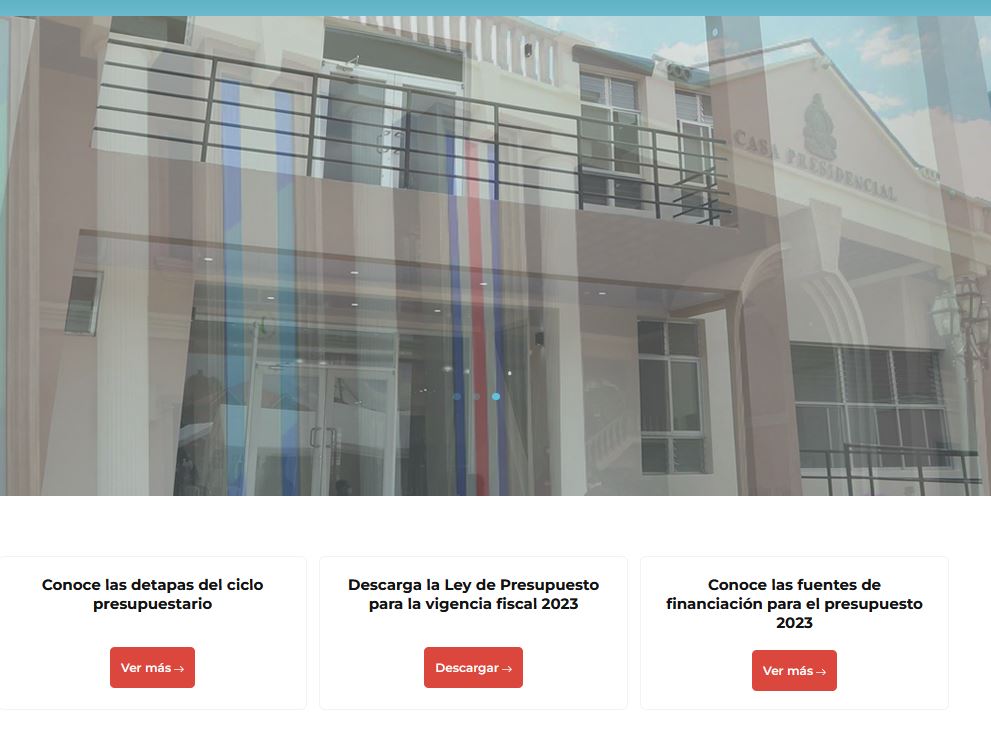 CASA PRESIDENCIAL
Conoce las detapas del ciclo
presupuestario
Ver más →
Descarga la Ley de Presupuesto
para la vigencia fiscal 2023
Descargar →
Conoce las fuentes de
financiación para el presupuesto
2023
Ver más →